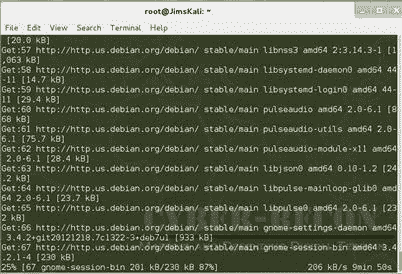 root@JimsKali: ~
File Edit View Search Terminal Help
[20.0 kB]
Get:57 http://http.us.debian.org/debian/ stable/main libnss3 amd64 2:3.14.3-1 [1
,063 kB]
Get:58 http://http.us.debian.org/debian/ stable/main libsystemd-daemon0 amd64 44
-11 [14.7 kB]
Get:59 http://http.us.debian.org/debian/ stable/main libsystemd-login0 amd64 44-
11 [29.4 kB]
Get:60 http://http.us.debian.org/debian/ stable/main pulseaudio amd64 2.0-6.1 [8
68 kB]
Get:61 http://http.us.debian.org/debian/ stable/main pulseaudio-utils amd64 2.0-
6.1 [75.7 kB]
Get:62 http://http.us.debian.org/debian/ stable/main pulseaudio-module-x11 amd64
2.0-6.1 [28.4 kB]
Get:63 http://http.us.debian.org/debian/ stable/main libjson0 amd64 0.10-1.2 [24
.2 kB]
Get:64 http://http.us.debian.org/debian/ stable/main libpulse-mainloop-glib0 amd
64 2.0-6.1 [23.7 kB]
Get:65 http://http.us.debian.org/debian/ stable/main libpulse0 amd64 2.0-6.1 [23
2 kB]
Get:66 http://http.us.debian.org/debian/ stable/main gnome-settings-daemon amd64
3.4.2+git20121218.7c1322-3+deb7u1 [933 kB]
Get:67 http://http.us.debian.org/debian/ stable/main gnome-session-bin amd64 3.4
.2.1-4 [230 kB]
25% [67 gnome-session-bin 201 kB/230 kB 87%] 206 kB/s 9min 50s